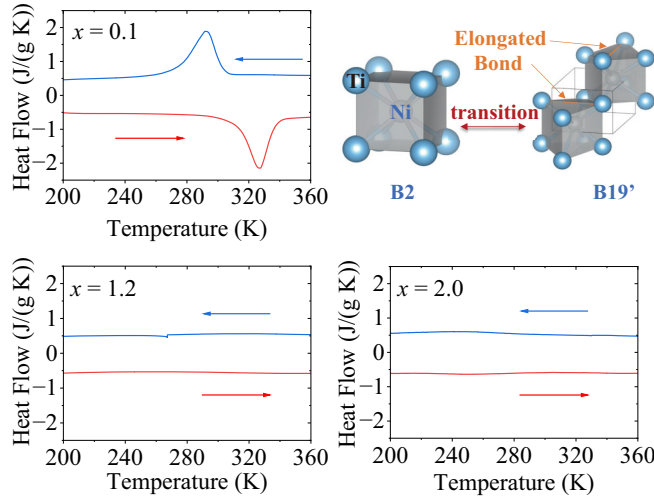 x = 0.1
Heat Flow (J/(g K))
2
1
0
−1
−2
200 240 280 320 360
Temperature (K)
Elongated
Bond
Ti
Ni
transition
B2
B19'
x = 1.2
Heat Flow (J/(g K))
2
1
0
−1
−2
200 240 280 320 360
Temperature (K)
x = 2.0
Heat Flow (J/(g K))
2
1
0
−1
−2
200 240 280 320 360
Temperature (K)